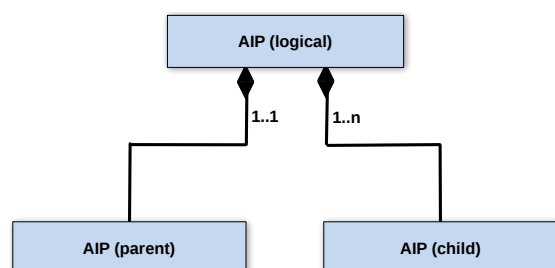 AIP (logical)
1..1
1..n
AIP (parent)
AIP (child)